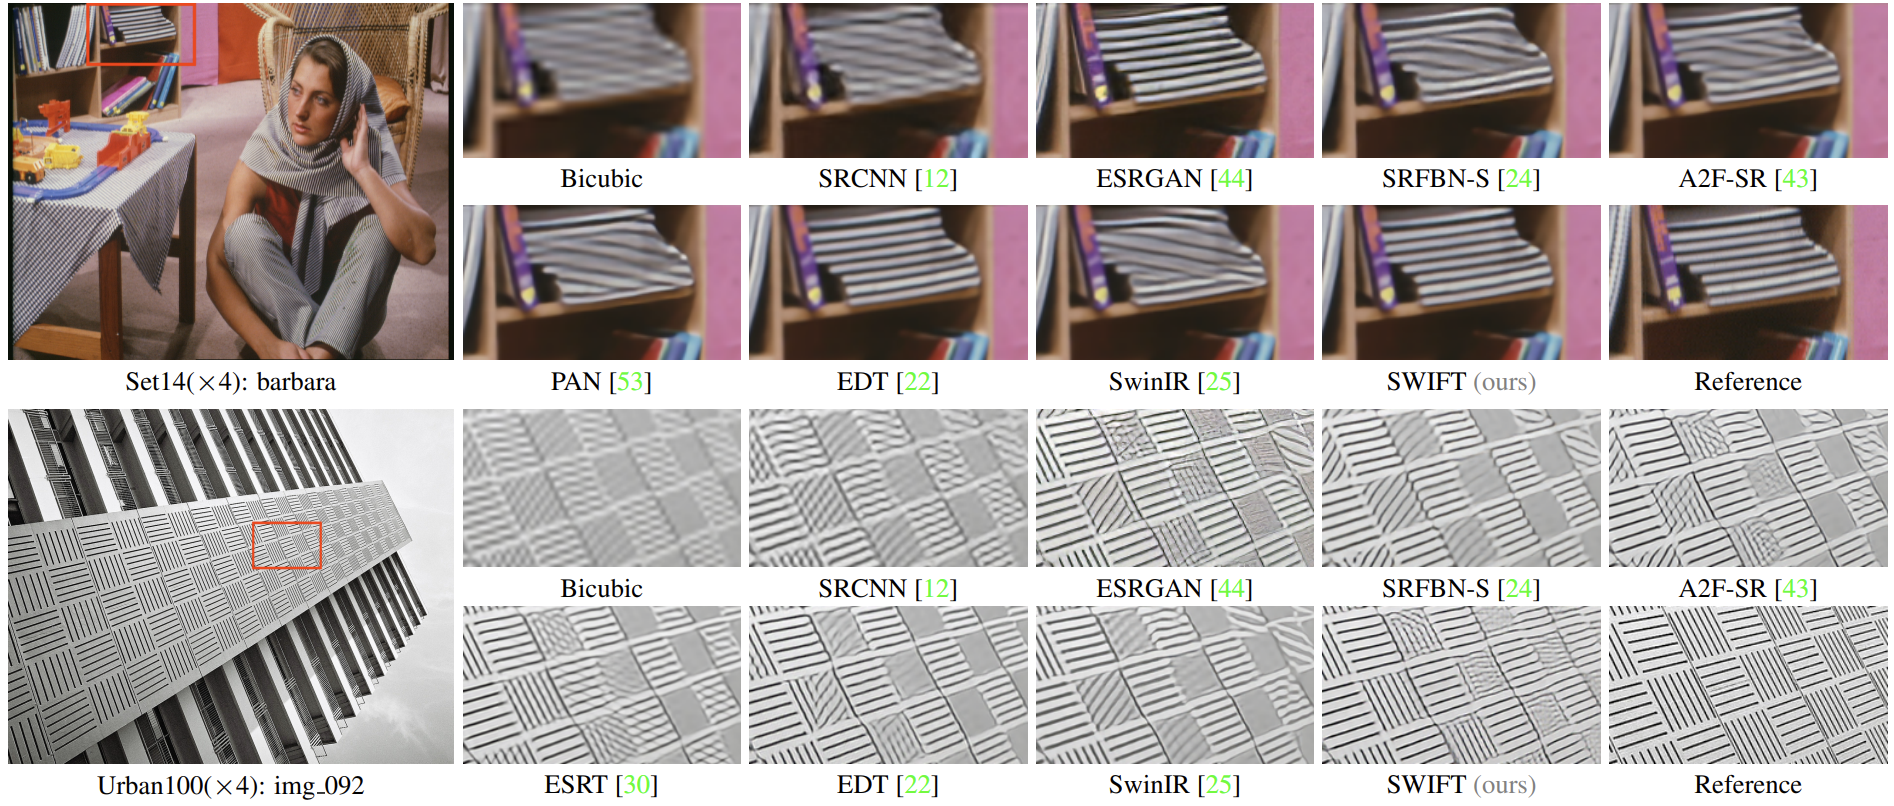 Bicubic
SRCNN [12]
ESRGAN [44]
SRFBN-S [24]
A2F-SR [43]
Set14(×4): barbara
PAN [53]
EDT [22]
SwinIR [25]
SWIFT (ours)
Reference
Bicubic
SRCNN [12]
ESRGAN [44]
SRFBN-S [24]
A2F-SR [43]
Urban100(×4): img_092
ESRT [30]
EDT [22]
SwinIR [25]
SWIFT (ours)
Reference